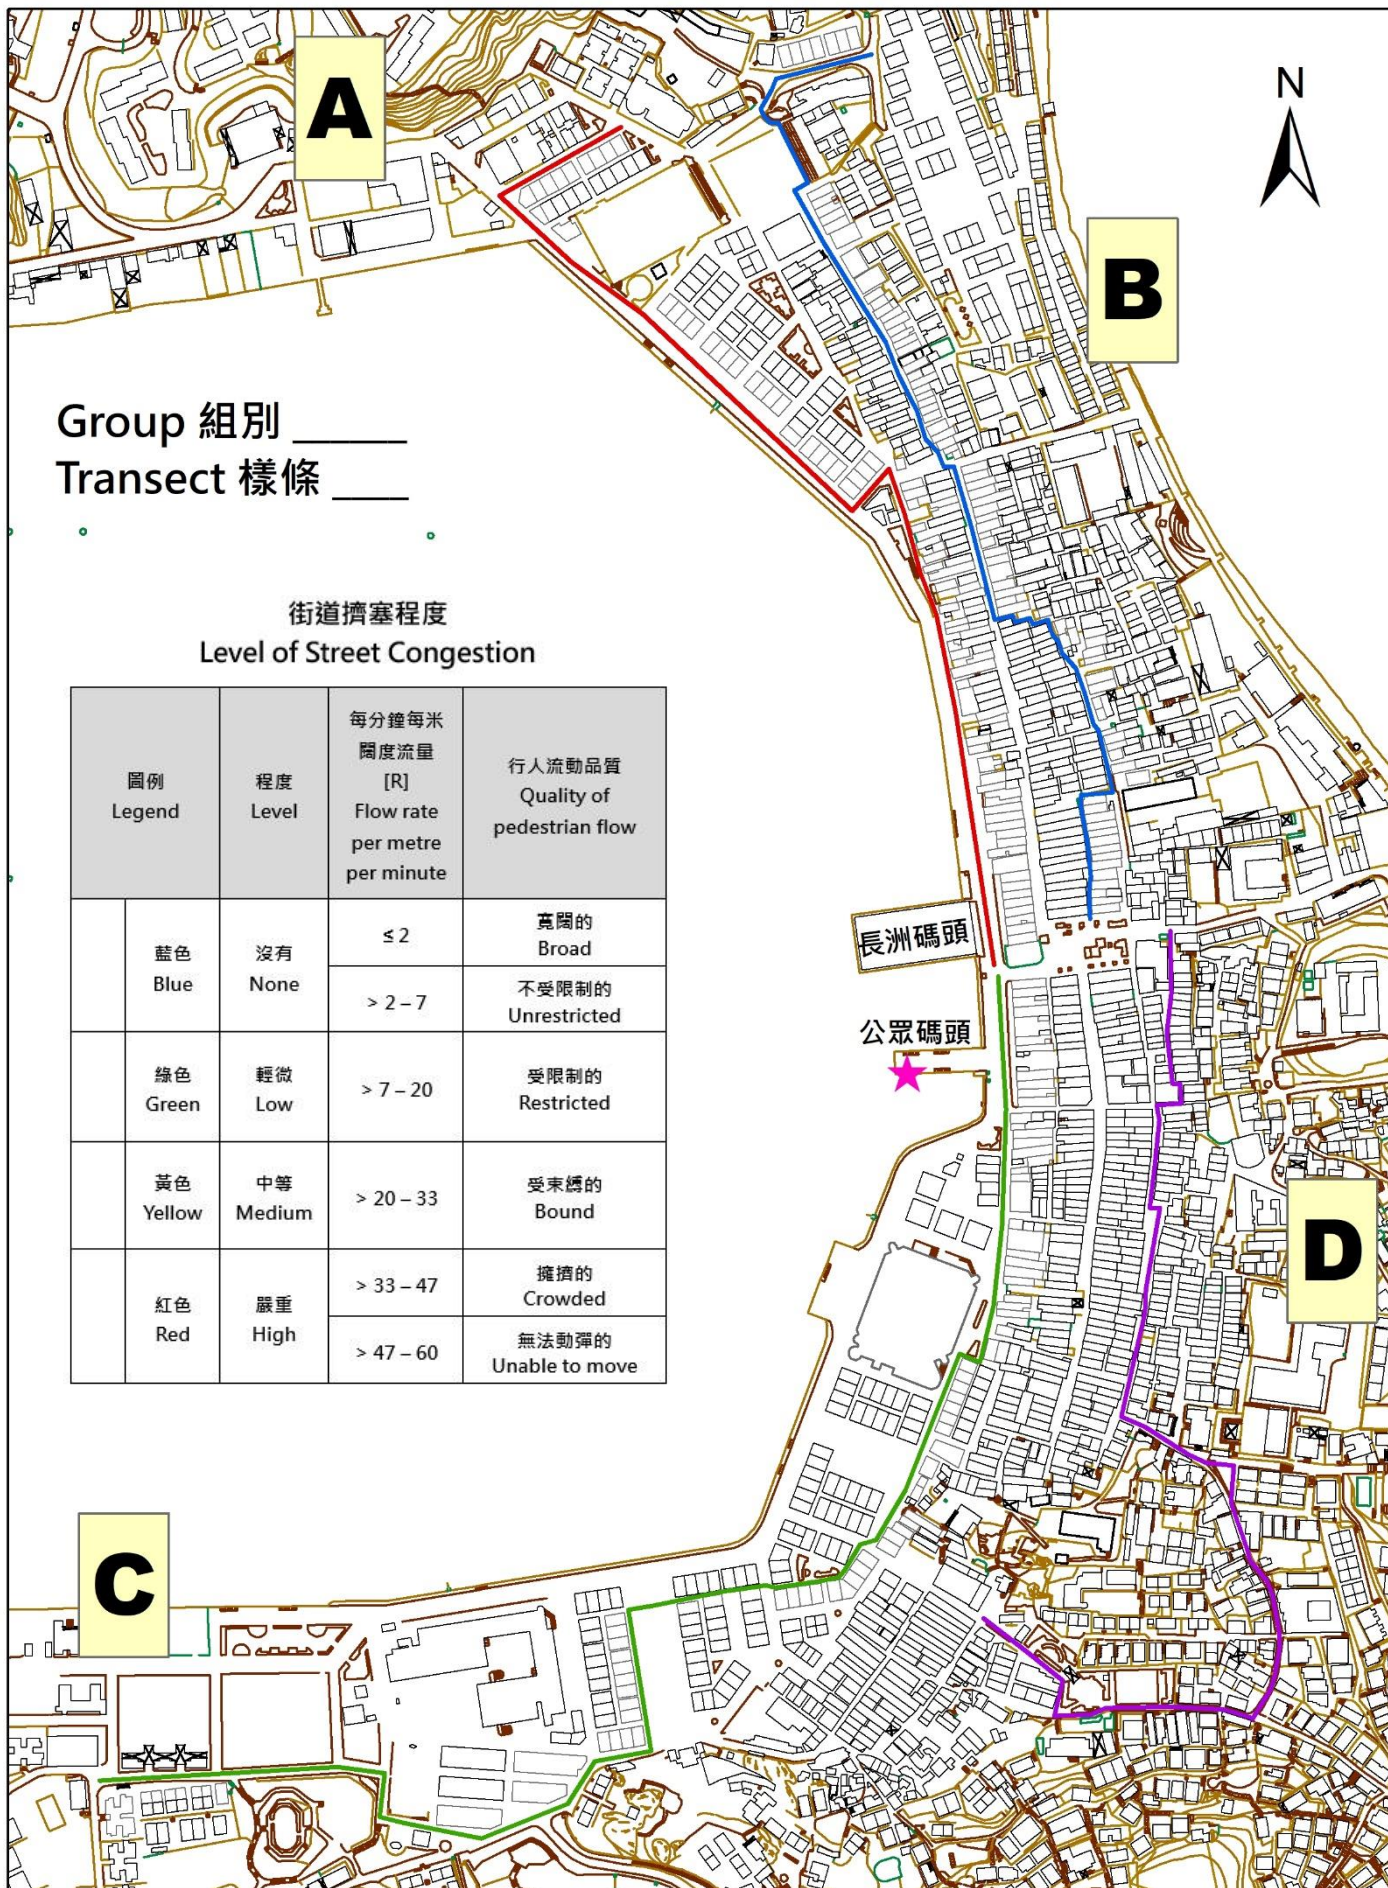 A
N
B
Group 組別 _____
Transect 樣條 ____
街道擠塞程度
Level of Street Congestion
圖例
Legend
程度
Level
每分鐘每米
闊度流量
[R]
Flow rate
per metre
per minute
行人流動品質
Quality of
pedestrian flow
藍色
Blue
沒有
None
≤ 2
寬闊的
Broad
> 2 – 7
不受限制的
Unrestricted
綠色
Green
輕微
Low
> 7 – 20
受限制的
Restricted
黃色
Yellow
中等
Medium
> 20 – 33
受束縛的
Bound
紅色
Red
嚴重
High
> 33 – 47
擁擠的
Crowded
> 47 – 60
無法動彈的
Unable to move
長洲碼頭
公眾碼頭
D
C